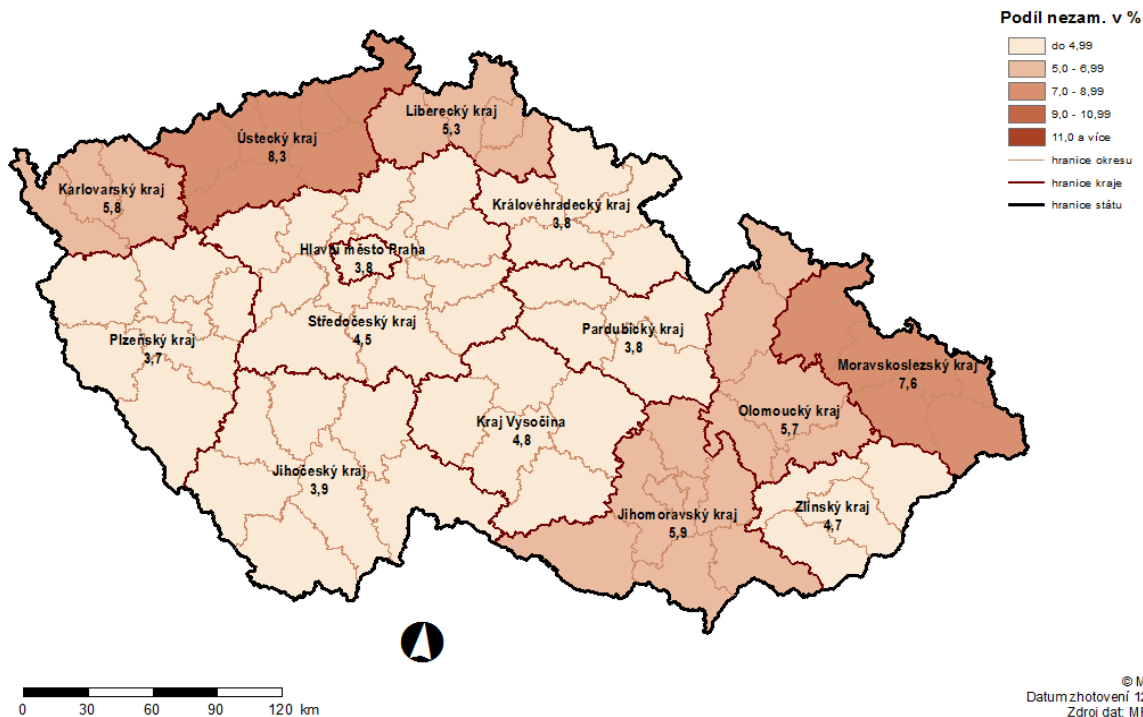 Podíl nezam. v %
do 4,99
5,0 - 6,99
7,0 - 8,99
9,0 - 10,99
11,0 a více
hranice okresu
hranice kraje
hranice státu
Liberecký kraj
5,3
Ústecký kraj
8,3
Karlovarský kraj
5,8
Královéhradecký kraj
3,8
Hlavní město Praha
3,8
Středočeský kraj
4,5
Pardubický kraj
3,8
Plzeňský kraj
3,7
Moravskoslezský kraj
7,6
Olomoucký kraj
5,7
Kraj Vysočina
4,8
Jihočeský kraj
3,9
Jihomoravský kraj
5,9
Zlínský kraj
4,7
0 30 60 90 120 km
© M
Datum zhotovení 12
Zdroj dat: MP